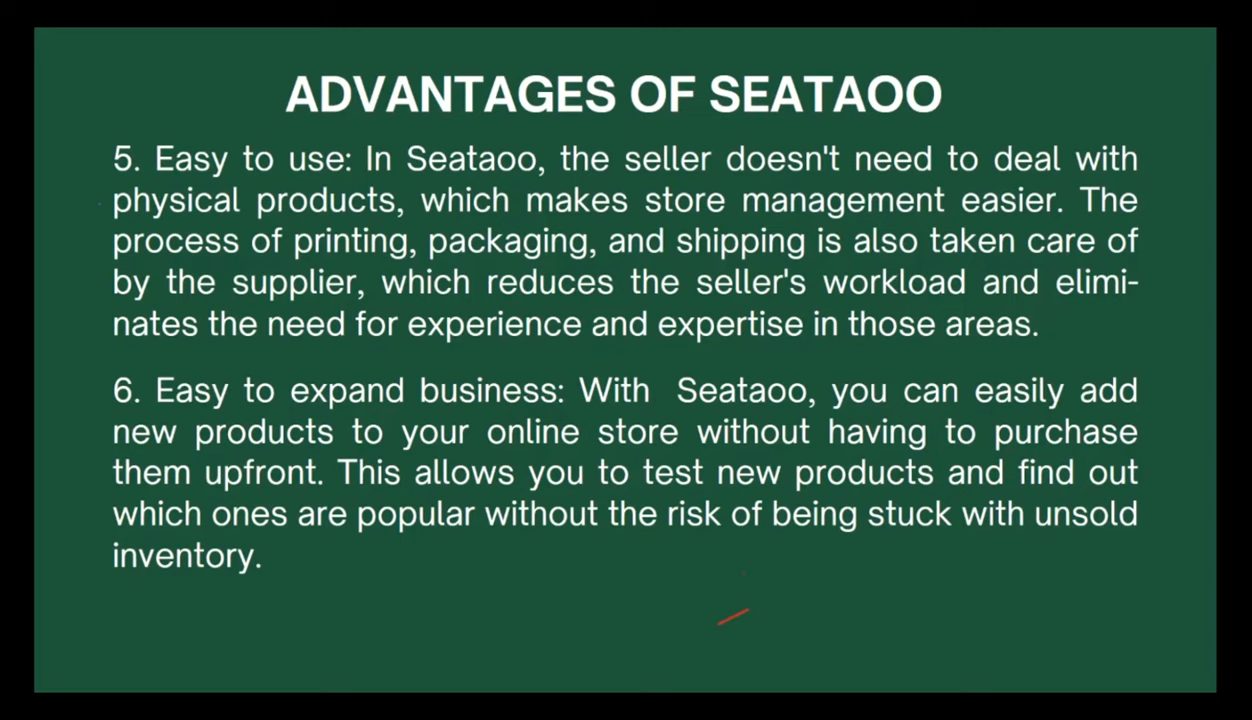 ADVANTAGES OF SEATAOO
5. Easy to use: In Seataoo, the seller doesn't need to deal with
physical products, which makes store management easier. The
process of printing, packaging, and shipping is also taken care of
by the supplier, which reduces the seller's workload and elimi-
nates the need for experience and expertise in those areas.
6. Easy to expand business: With  Seataoo, you can easily add
new products to your online store without having to purchase
them upfront. This allows you to test new products and find out
which ones are popular without the risk of being stuck with unsold
inventory.